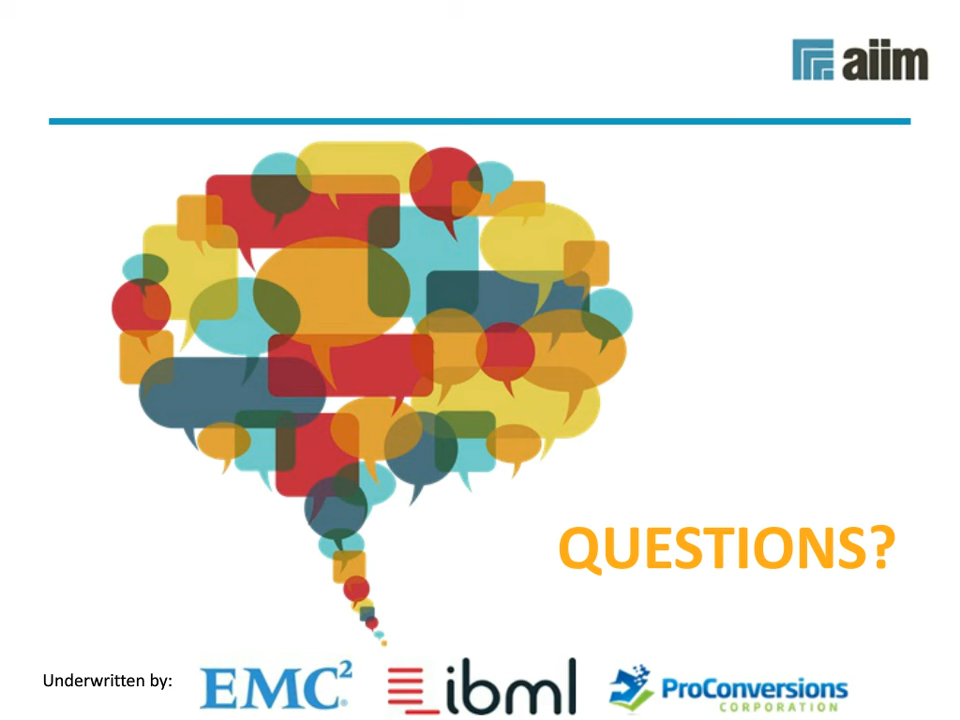 aiim
QUESTIONS?
Underwritten by:
EMC²
ibml
ProConversions
CORPORATION